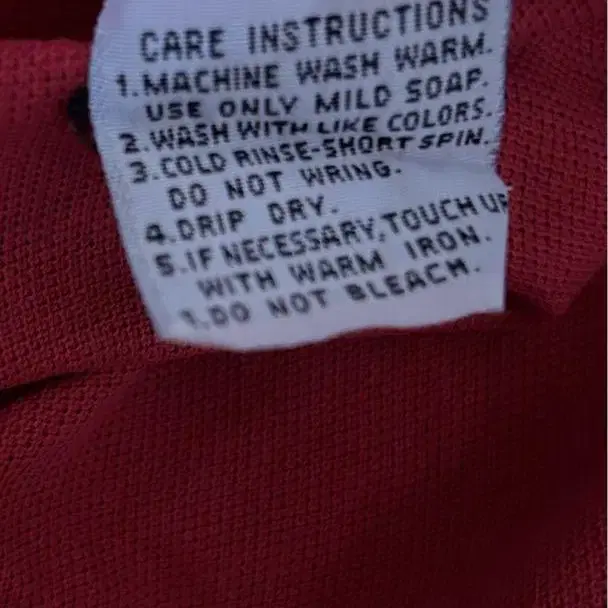 CARE INSTRUCTIONS
1.MACHINE WASH WARM.
USE ONLY MILD SOAP.
2.WASH WITH LIKE COLORS.
3.COLD RINSE-SHORT SPIN.
DO NOT WRING.
4.DRIP DRY.
5.IF NECESSARY,TOUCH UP
WITH WARM IRON.
1.DO NOT BLEACH.